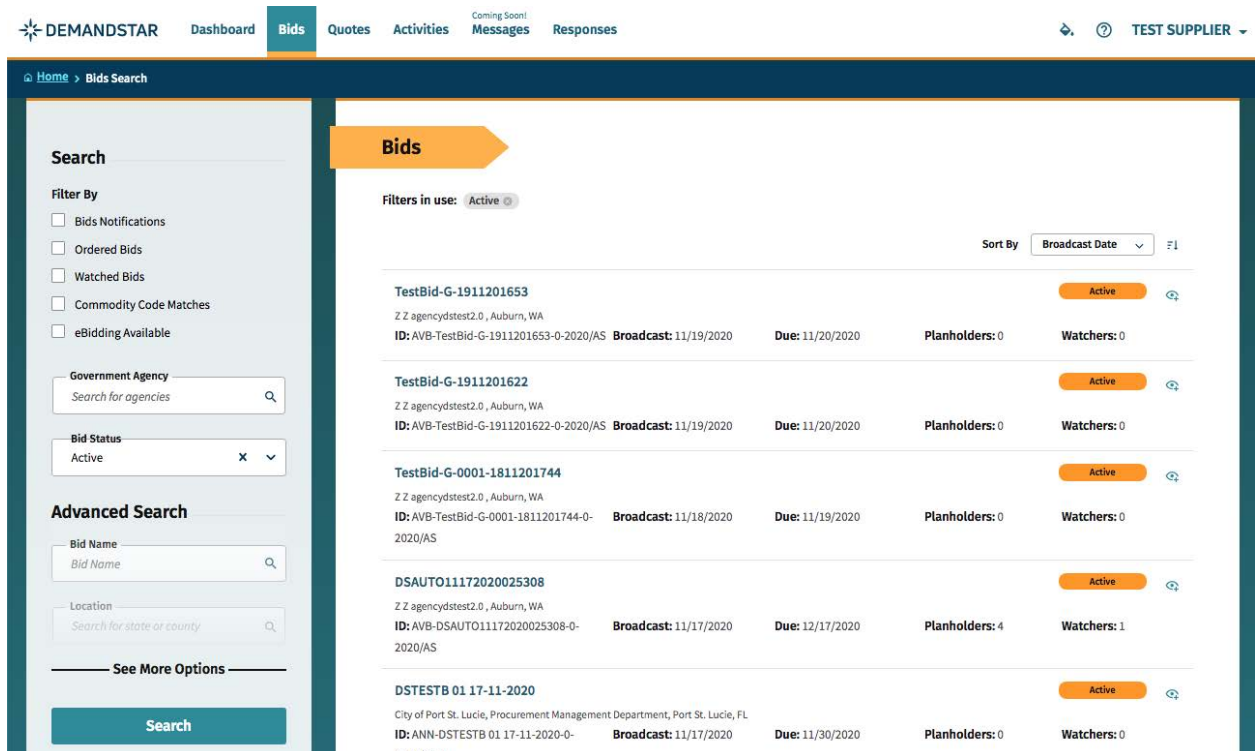 DEMANDSTAR
Dashboard
Bids
Quotes
Activities
Coming Soon!
Messages
Responses
TEST SUPPLIER
Home > Bids Search
Search
Filter By
Bids Notifications
Ordered Bids
Watched Bids
Commodity Code Matches
eBidding Available
Government Agency
Search for agencies
Bid Status
Active
Advanced Search
Bid Name
Bid Name
Location
Search for state or county
See More Options
Search
Bids
Filters in use: Active
Sort By Broadcast Date
TestBid-G-1911201653 Active
Z Z agencydstest2.0 , Auburn, WA
ID: AVB-TestBid-G-1911201653-0-2020/AS Broadcast: 11/19/2020 Due: 11/20/2020 Planholders: 0 Watchers: 0
TestBid-G-1911201622 Active
Z Z agencydstest2.0 , Auburn, WA
ID: AVB-TestBid-G-1911201622-0-2020/AS Broadcast: 11/19/2020 Due: 11/20/2020 Planholders: 0 Watchers: 0
TestBid-G-0001-1811201744 Active
Z Z agencydstest2.0 , Auburn, WA
ID: AVB-TestBid-G-0001-1811201744-0- Broadcast: 11/18/2020 Due: 11/19/2020 Planholders: 0 Watchers: 0
2020/AS
DSAUTO11172020025308 Active
Z Z agencydstest2.0 , Auburn, WA
ID: AVB-DSAUTO11172020025308-0- Broadcast: 11/17/2020 Due: 12/17/2020 Planholders: 4 Watchers: 1
2020/AS
DSTESTB 01 17-11-2020 Active
City of Port St. Lucie, Procurement Management Department, Port St. Lucie, FL
ID: ANN-DSTESTB 01 17-11-2020-0- Broadcast: 11/17/2020 Due: 11/30/2020 Planholders: 0 Watchers: 0